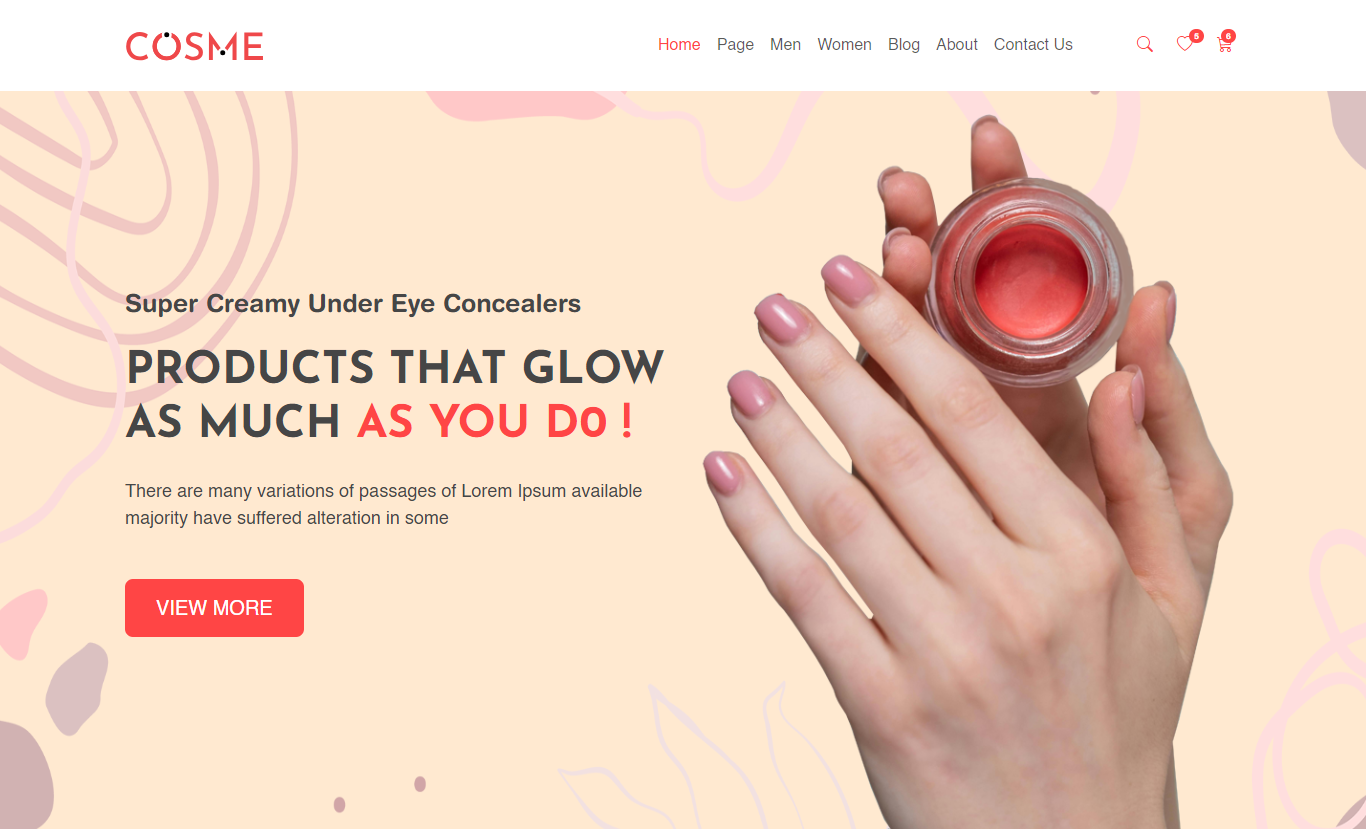 COSME
Home Page Men Women Blog About Contact Us 5 6
Super Creamy Under Eye Concealers
PRODUCTS THAT GLOW
AS MUCH AS YOU D0 !
There are many variations of passages of Lorem Ipsum available
majority have suffered alteration in some
VIEW MORE